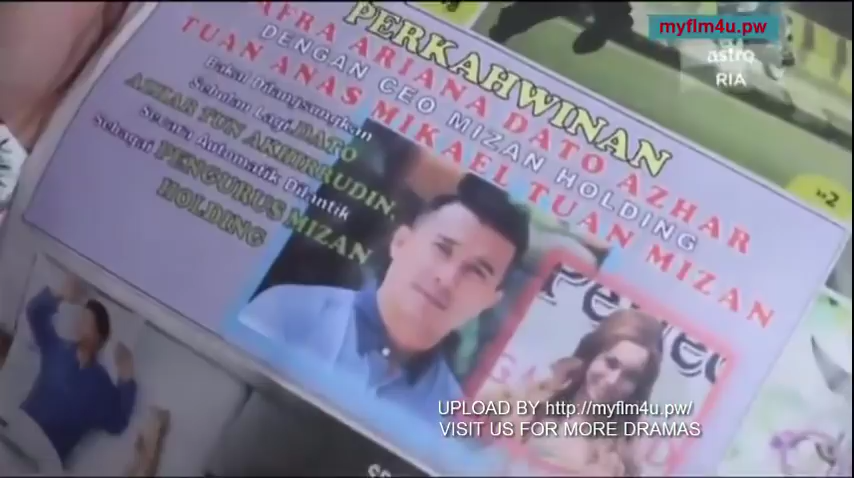 myflm4u.pw
astro
RIA
PERKAHWINAN
AFRA ARIANA DATO AZHAR
DENGAN CEO MIZAN HOLDING
TUAN ANAS MIKAEL TUAN MIZAN
Bakal Dilangsungkan
Sebulan Lagi. DATO
AZHAR TUN AKHIRRUDIN,
Secara Automatik Dilantik
Sebagai PENGURUS MIZAN
HOLDING
UPLOAD BY http://myflm4u.pw/
VISIT US FOR MORE DRAMAS